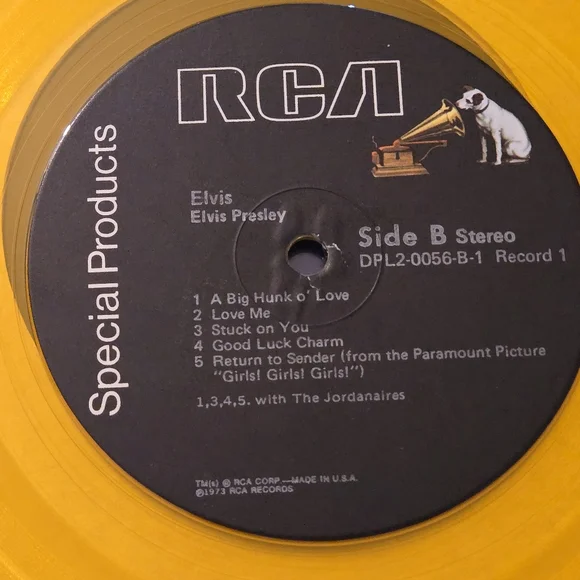 RCA
Special Products
Elvis
Elvis Presley
Side B Stereo
DPL2-0056-B-1 Record 1
1 A Big Hunk o' Love
2 Love Me
3 Stuck on You
4 Good Luck Charm
5 Return to Sender (from the Paramount Picture
"Girls! Girls! Girls!")
1,3,4,5. with The Jordanaires
TM(s) ® RCA CORP.—MADE IN U.S.A.
℗1973 RCA RECORDS